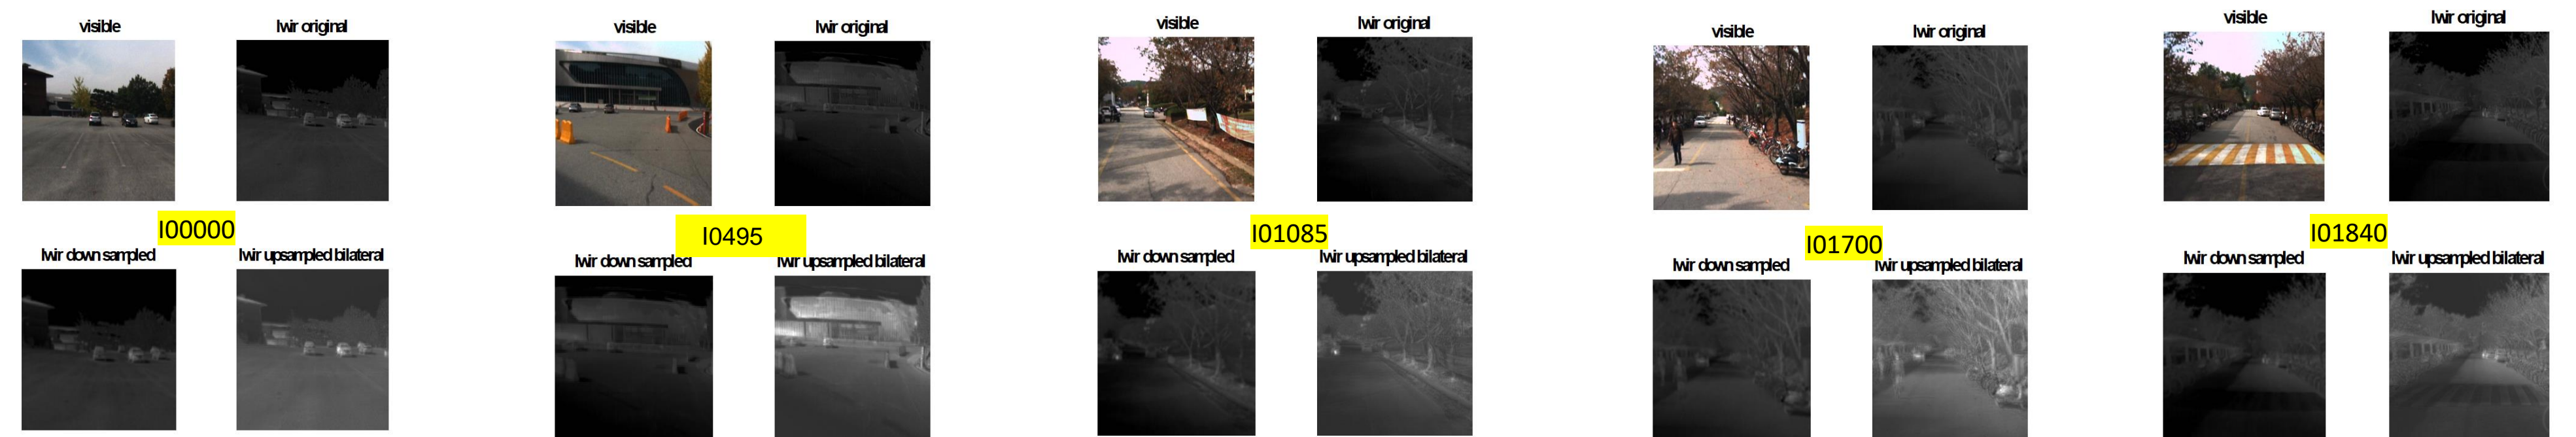 visible lwir original
I00000
lwir down sampled lwir upsampled bilateral
visible lwir original
I0495
lwir down sampled lwir upsampled bilateral
visible lwir original
I01085
lwir down sampled lwir upsampled bilateral
visible lwir original
I01700
lwir down sampled lwir upsampled bilateral
visible lwir original
I01840
lwir down sampled lwir upsampled bilateral